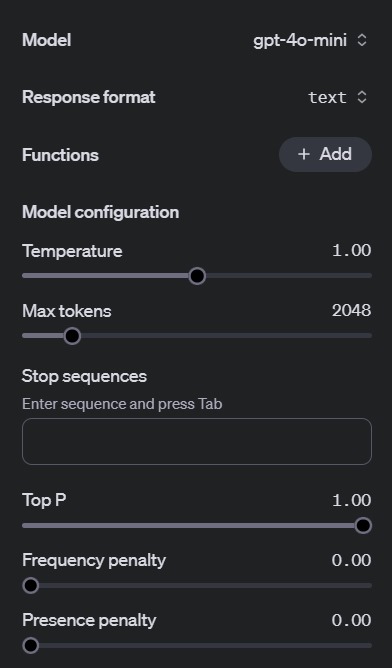 Model gpt-4o-mini
Response format text
Functions + Add
Model configuration
Temperature 1.00
Max tokens 2048
Stop sequences
Enter sequence and press Tab
Top P 1.00
Frequency penalty 0.00
Presence penalty 0.00